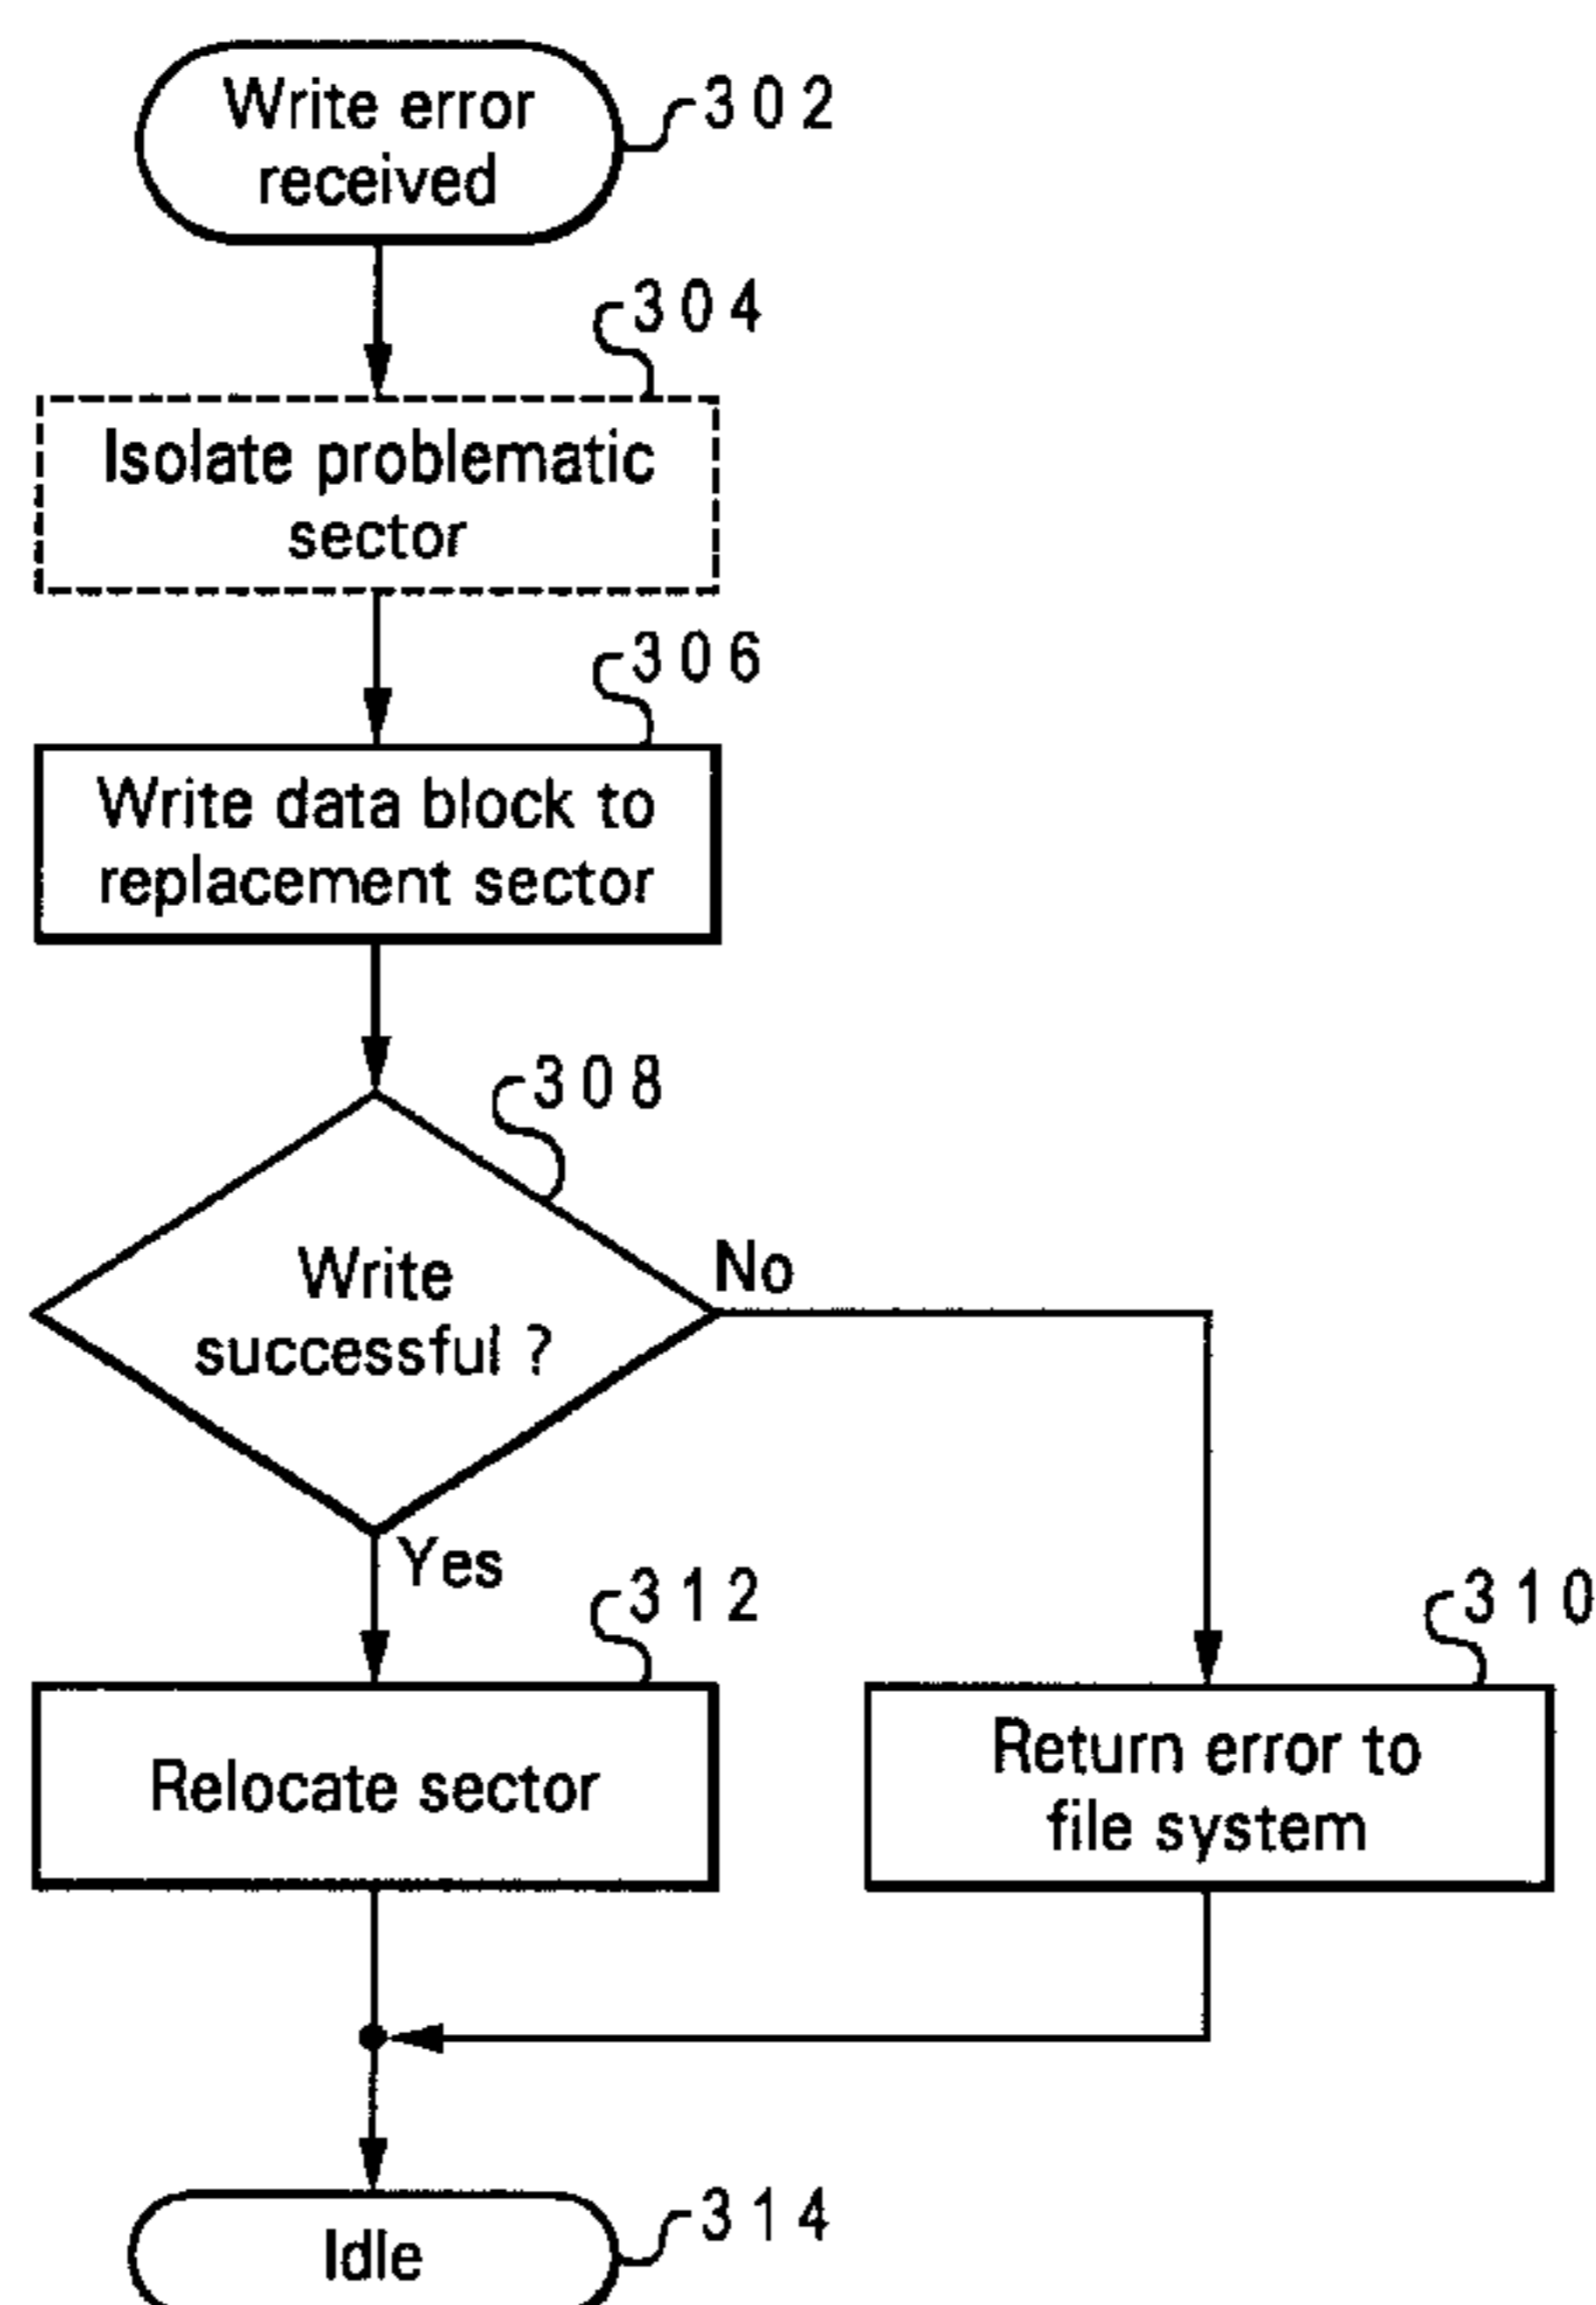 Write error
received
302
304
Isolate problematic
sector
306
Write data block to
replacement sector
308
Write
successful ?
No
Yes
312
310
Relocate sector
Return error to
file system
Idle
314